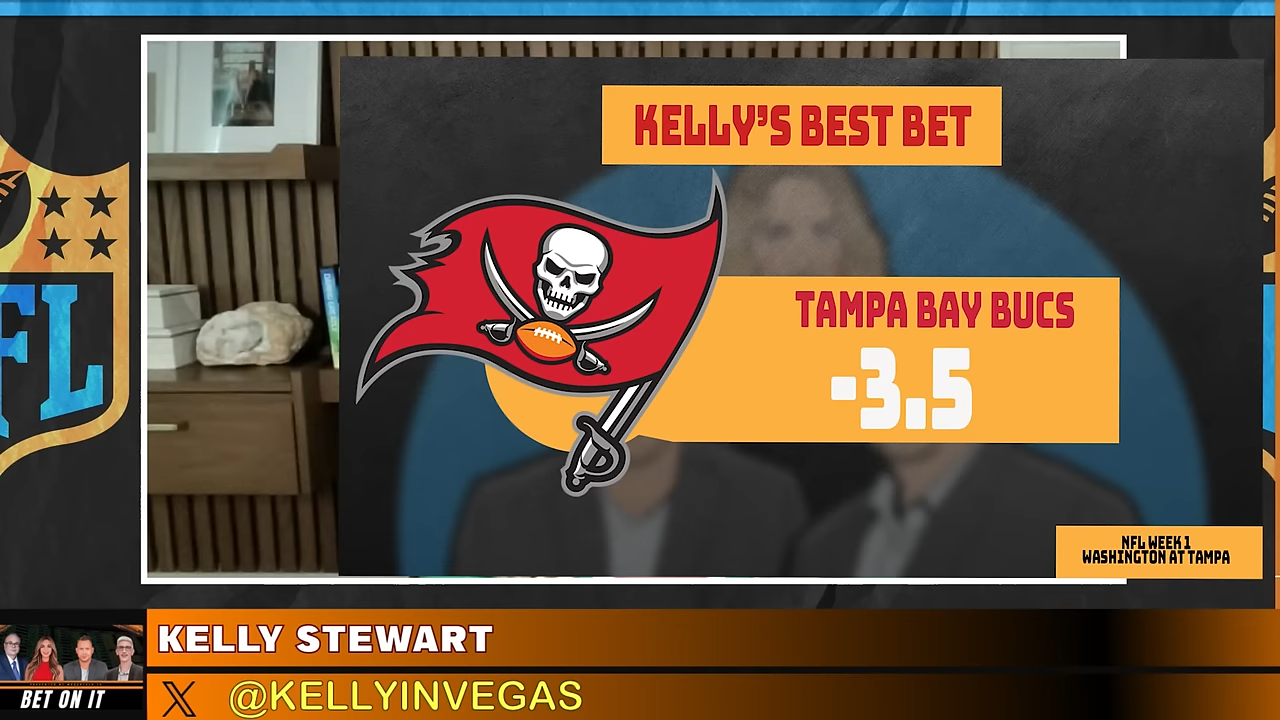 KELLY'S BEST BET
TAMPA BAY BUCS
-3.5
NFL WEEK 1
WASHINGTON AT TAMPA
FL
KELLY STEWART
BET ON IT
X @KELLYINVEGAS